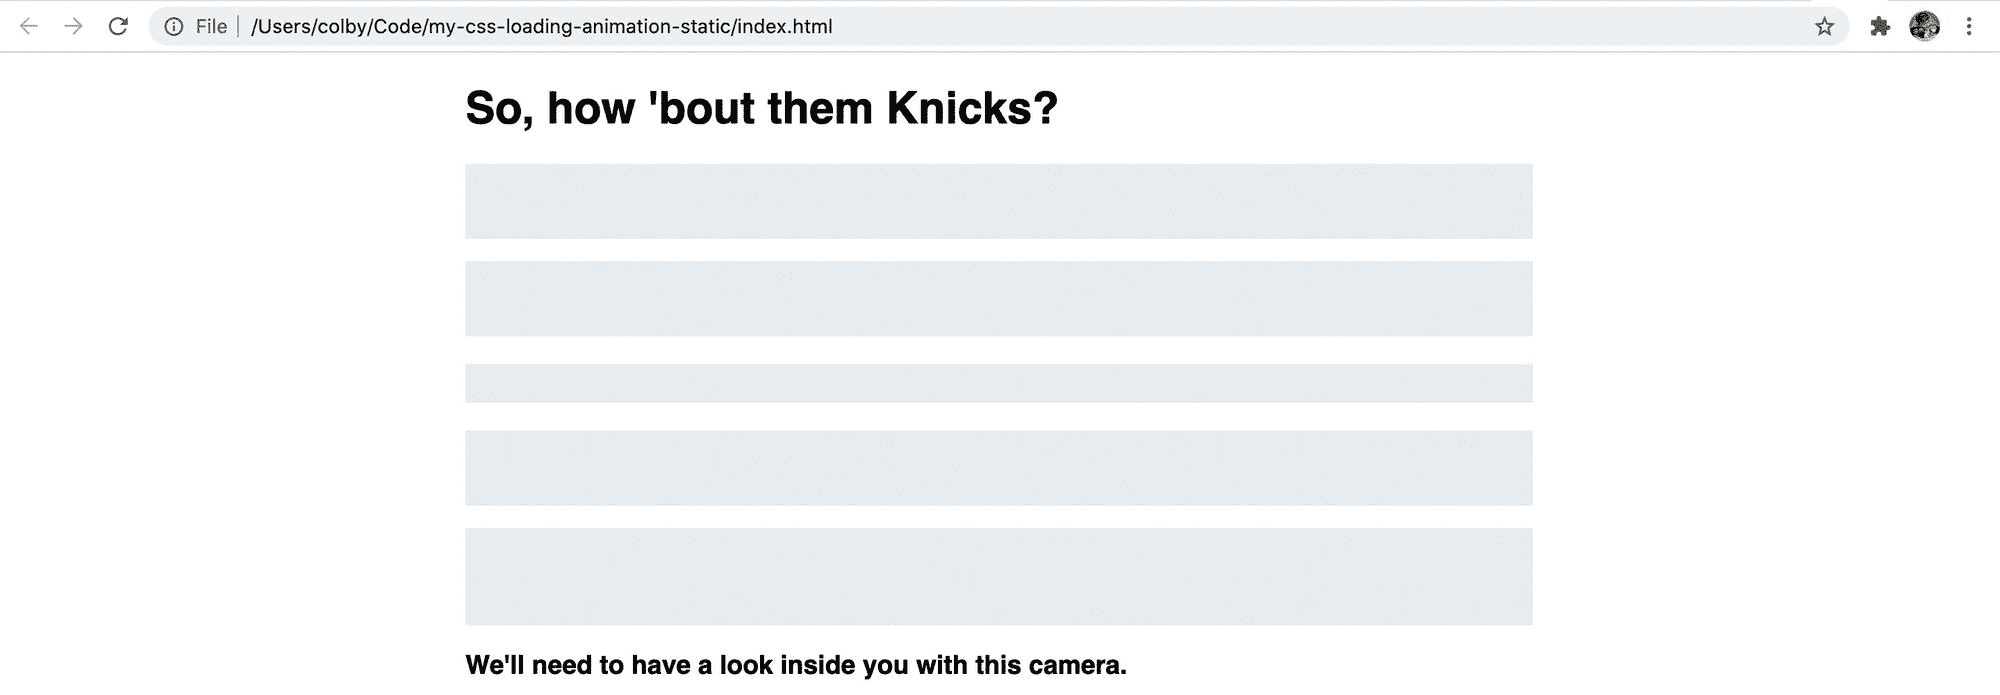 File | /Users/colby/Code/my-css-loading-animation-static/index.html
So, how 'bout them Knicks?
We'll need to have a look inside you with this camera.